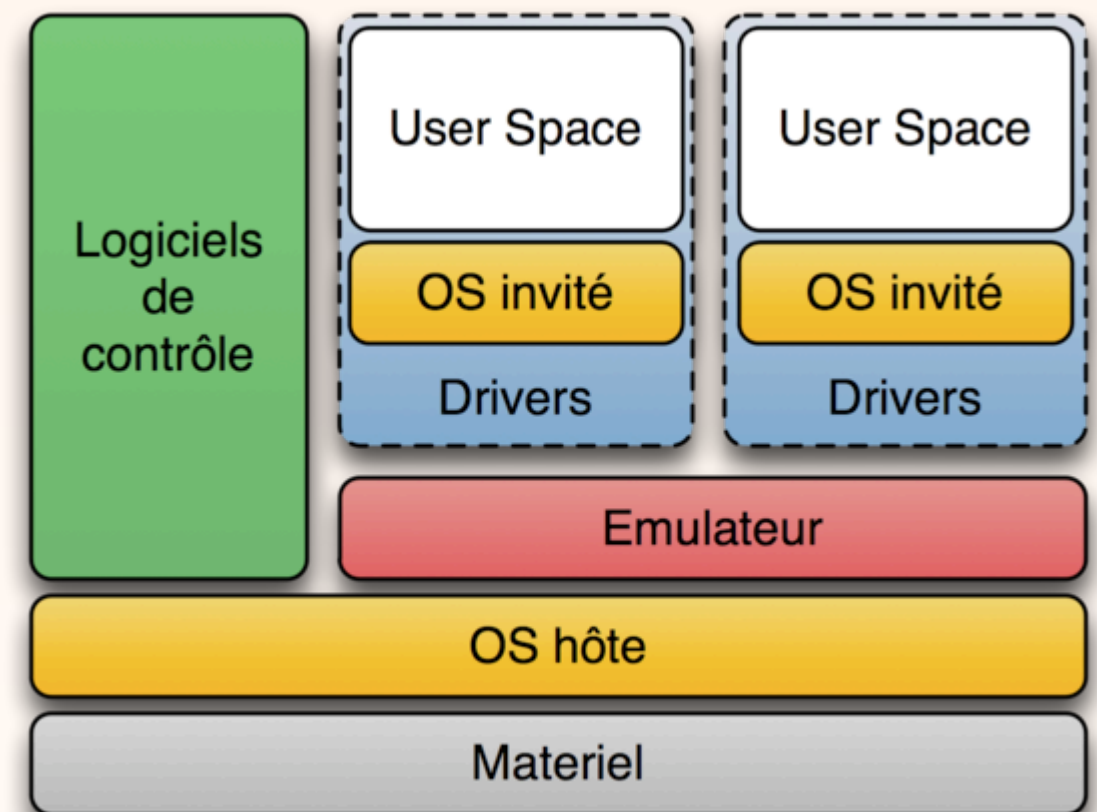 Logiciels
de
contrôle
User Space
OS invité
Drivers
User Space
OS invité
Drivers
Emulateur
OS hôte
Materiel